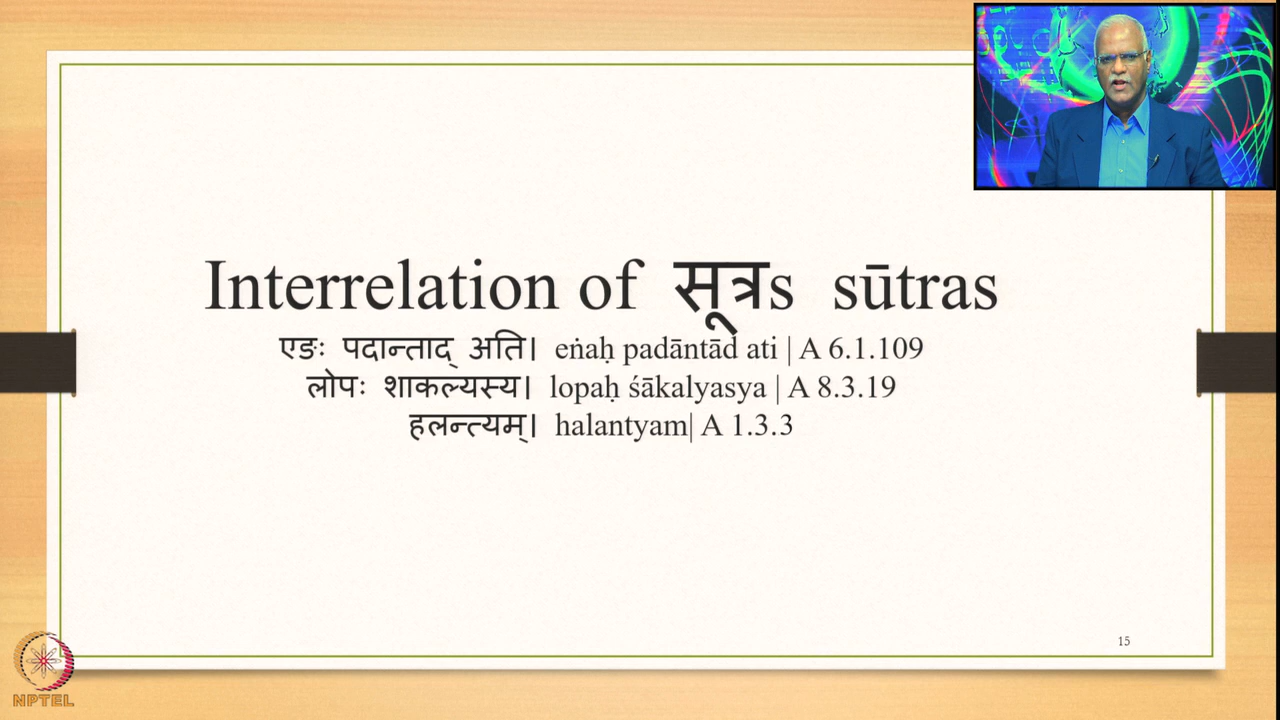 Interrelation of सूत्रs sūtras
एङः पदान्ताद् अति। eṅaḥ padāntād ati | A 6.1.109
लोपः शाकल्यस्य। lopaḥ śākalyasya | A 8.3.19
हलन्त्यम्। halantyam| A 1.3.3
15
NPTEL